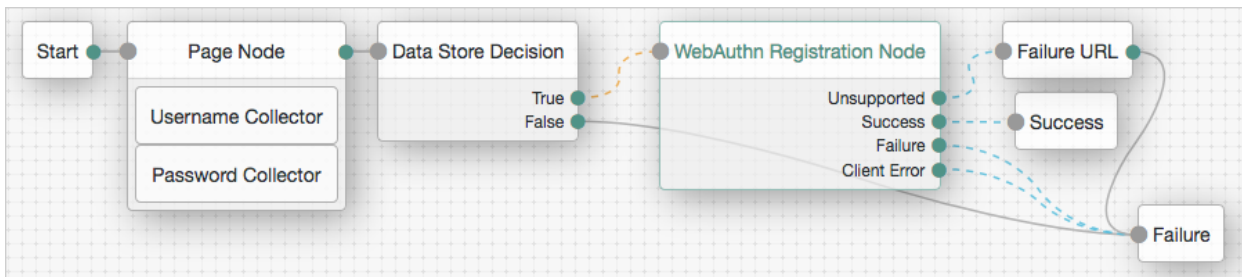 Start
Page Node
Username Collector
Password Collector
Data Store Decision
True
False
WebAuthn Registration Node
Unsupported
Success
Failure
Client Error
Failure URL
Success
Failure